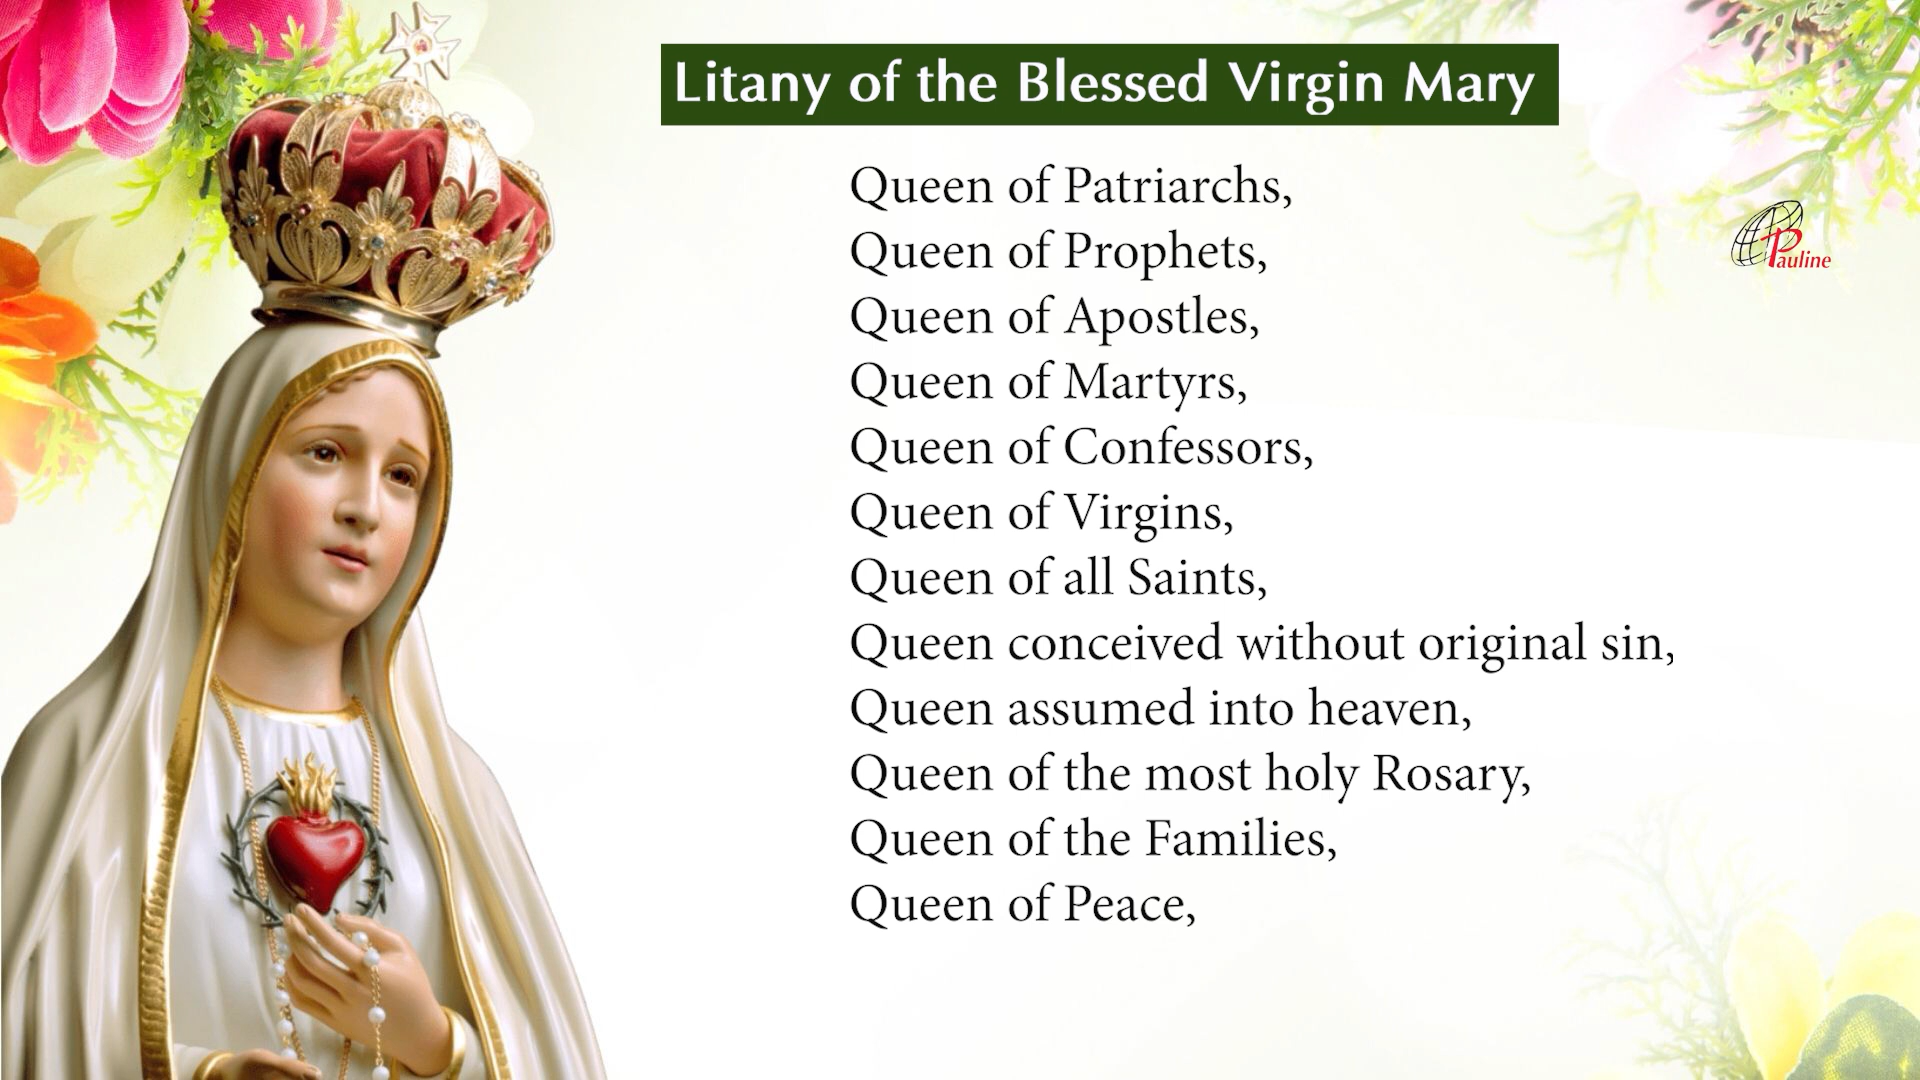 Litany of the Blessed Virgin Mary
Queen of Patriarchs,
Queen of Prophets,
Queen of Apostles,
Queen of Martyrs,
Queen of Confessors,
Queen of Virgins,
Queen of all Saints,
Queen conceived without original sin,
Queen assumed into heaven,
Queen of the most holy Rosary,
Queen of the Families,
Queen of Peace,
Pauline